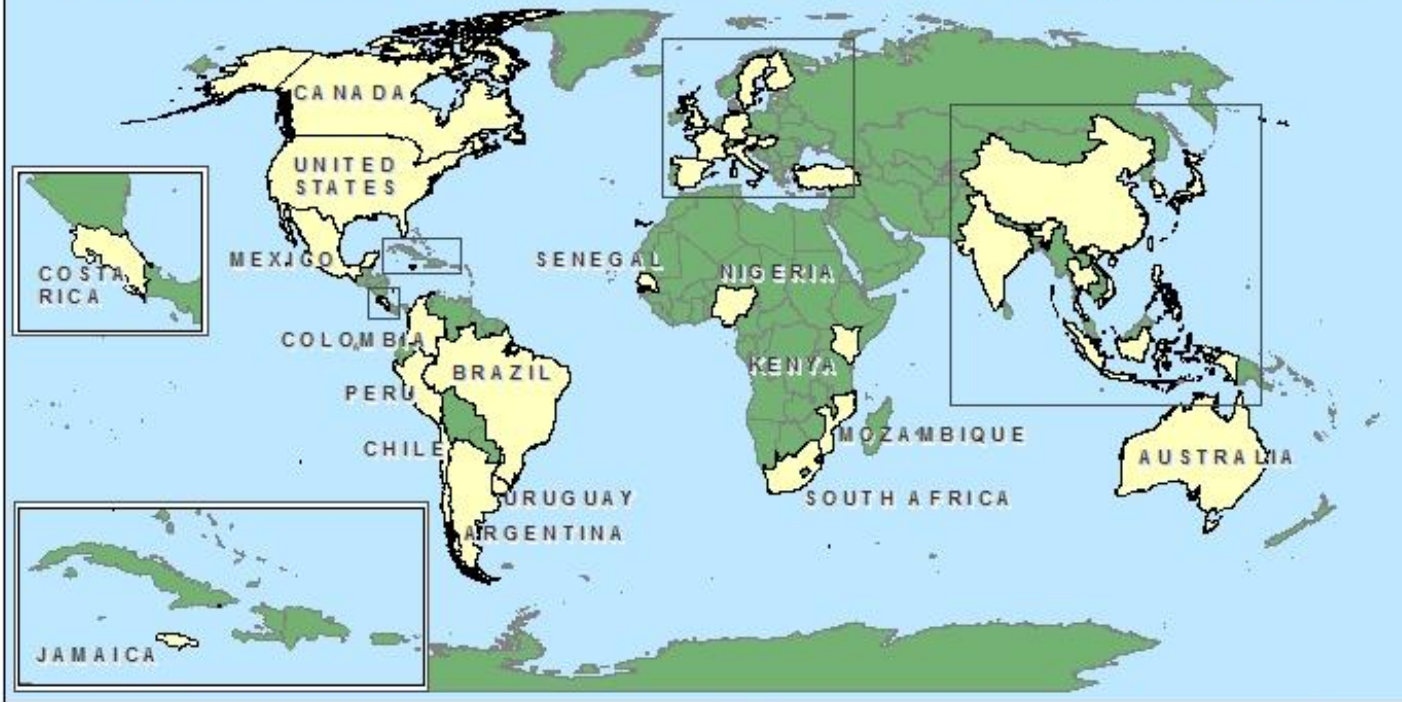 CANADA
UNITED
STATES
MEXICO
COSTA
RICA
COLOMBIA
BRAZIL
PERU
CHILE
URUGUAY
ARGENTINA
JAMAICA
SENEGAL
NIGERIA
KENYA
MOZAMBIQUE
SOUTH AFRICA
AUSTRALIA